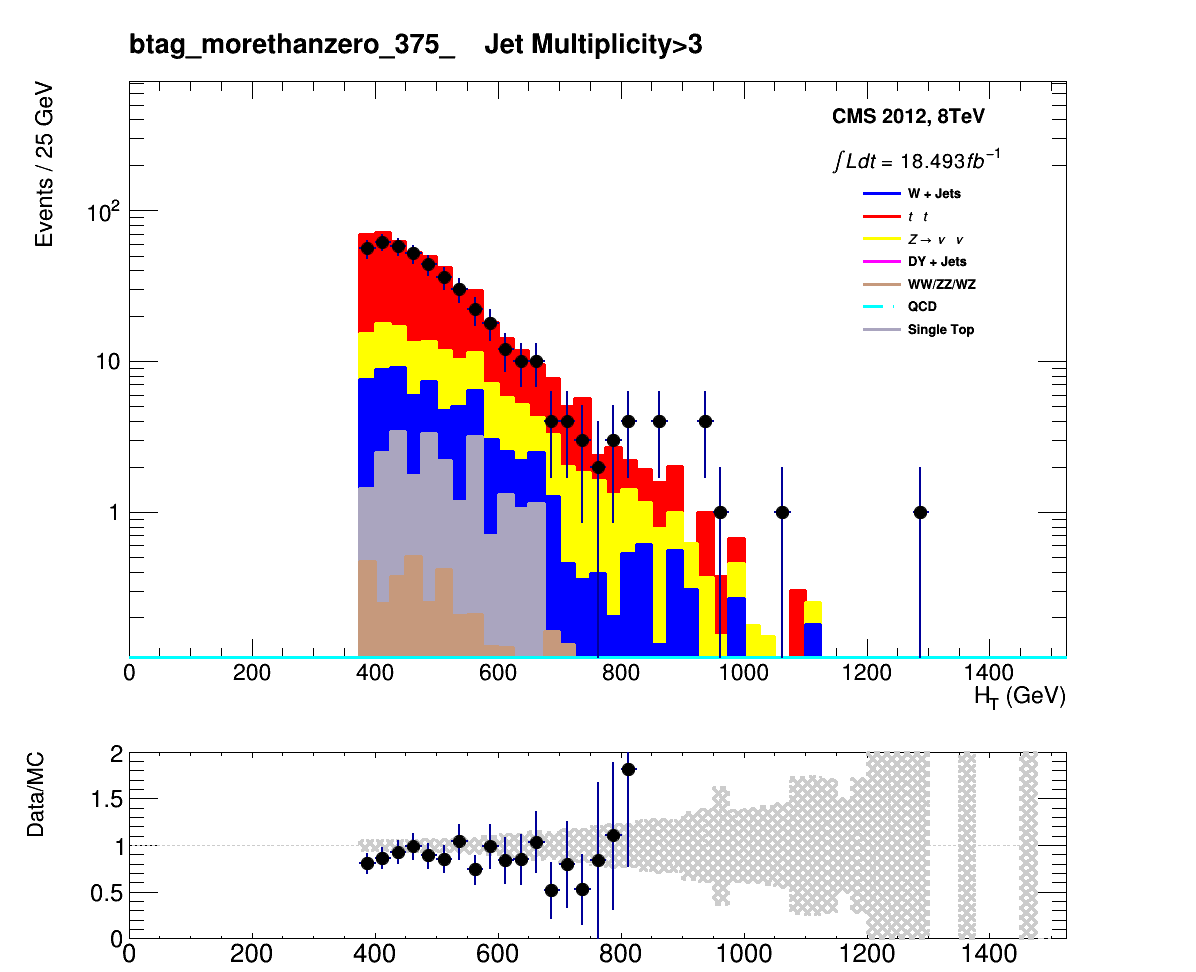 btag_morethanzero_375_ Jet Multiplicity>3
Events / 25 GeV
CMS 2012, 8TeV
∫Ldt = 18.493fb⁻¹
W + Jets
t t
Z→ ν ν
DY + Jets
WW/ZZ/WZ
QCD
Single Top
10²
10
1
0 200 400 600 800 1000 1200 1400
H_T (GeV)
Data/MC
2
1.5
1
0.5
0
0 200 400 600 800 1000 1200 1400